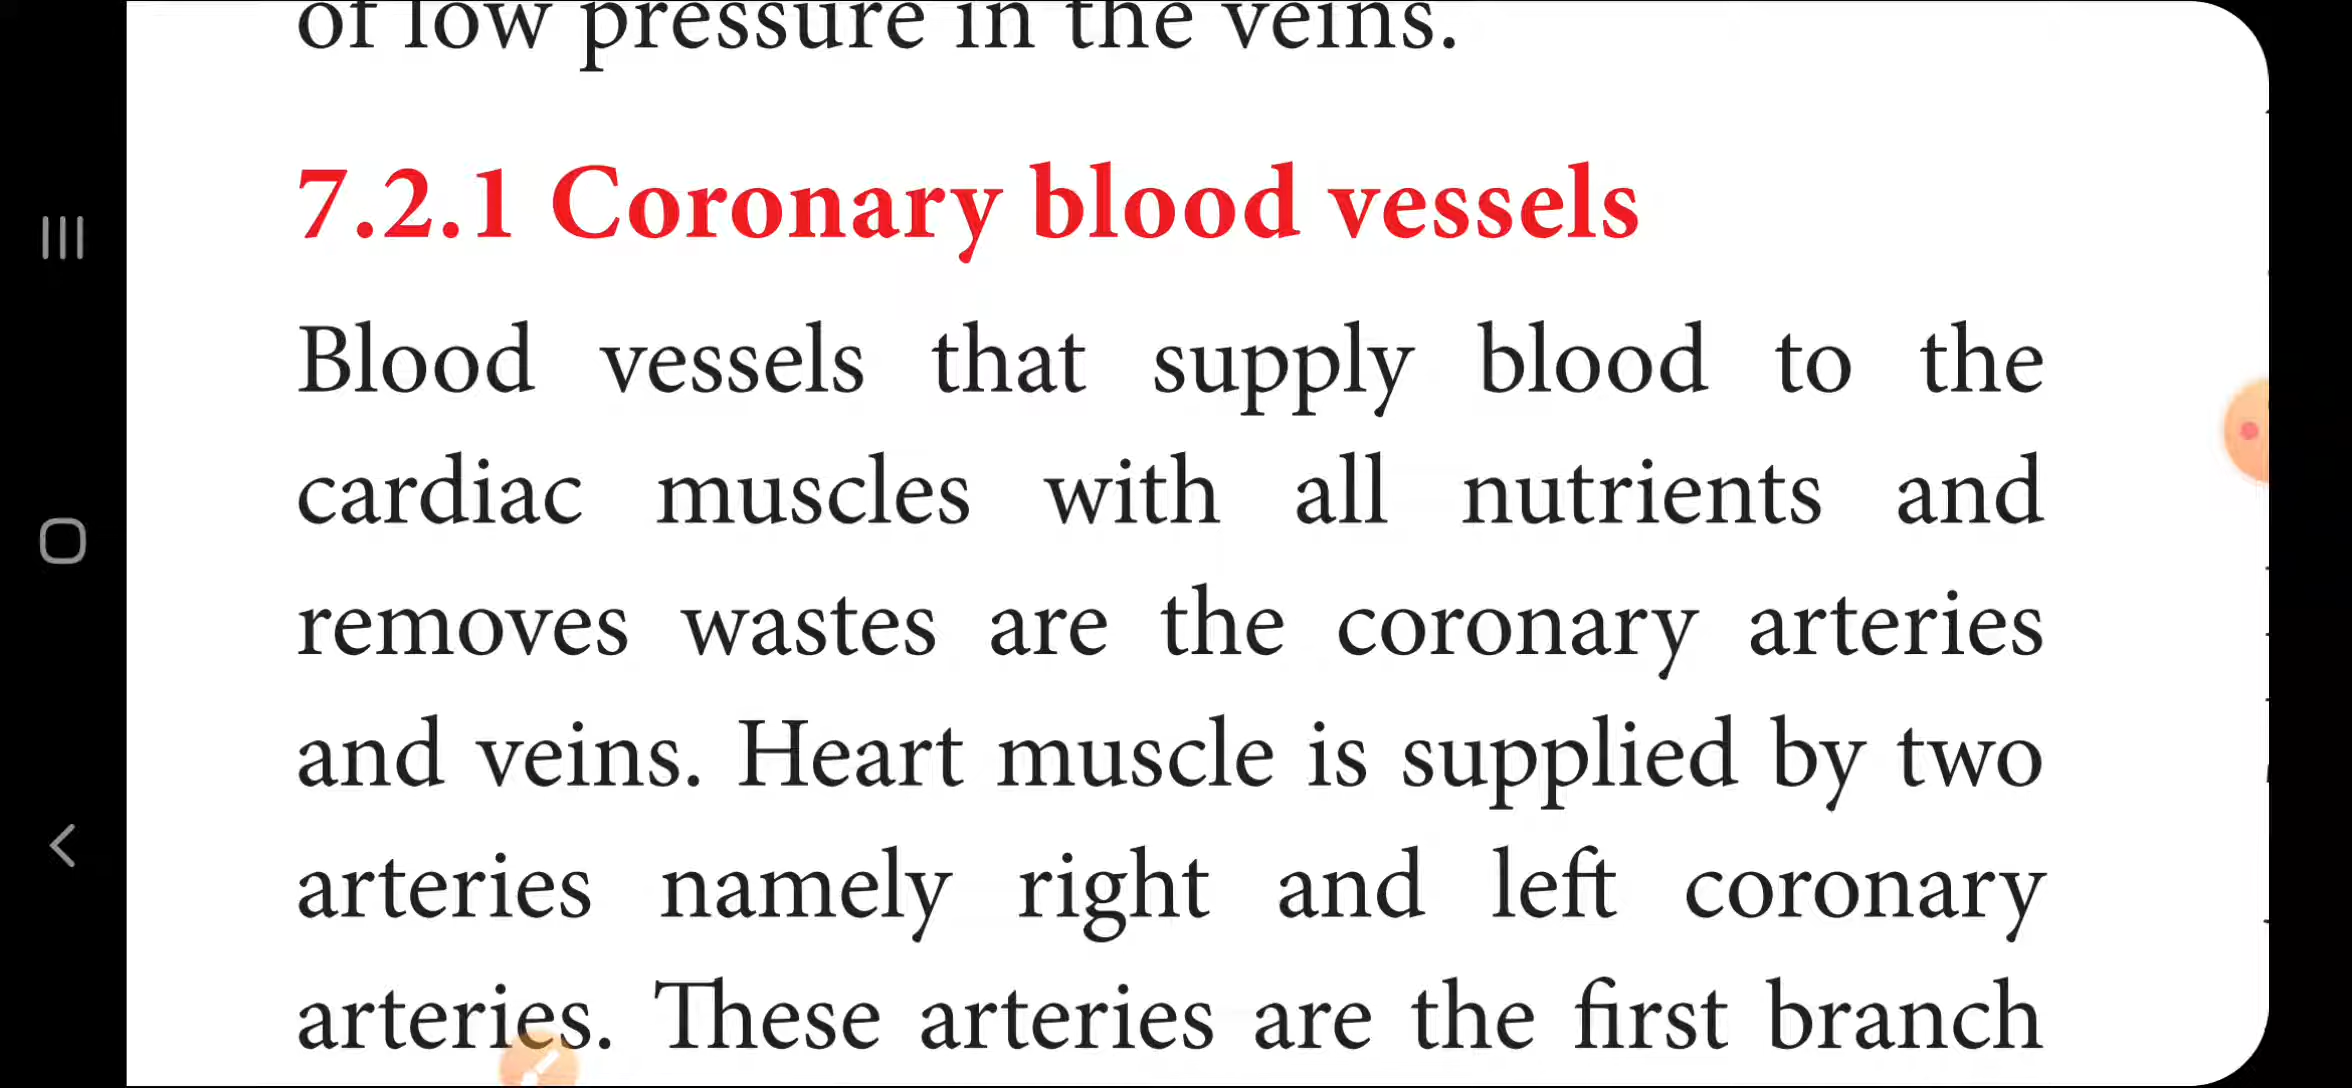 of low pressure in the veins.
7.2.1 Coronary blood vessels
Blood vessels that supply blood to the
cardiac muscles with all nutrients and
removes wastes are the coronary arteries
and veins. Heart muscle is supplied by two
arteries namely right and left coronary
arteries. These arteries are the first branch